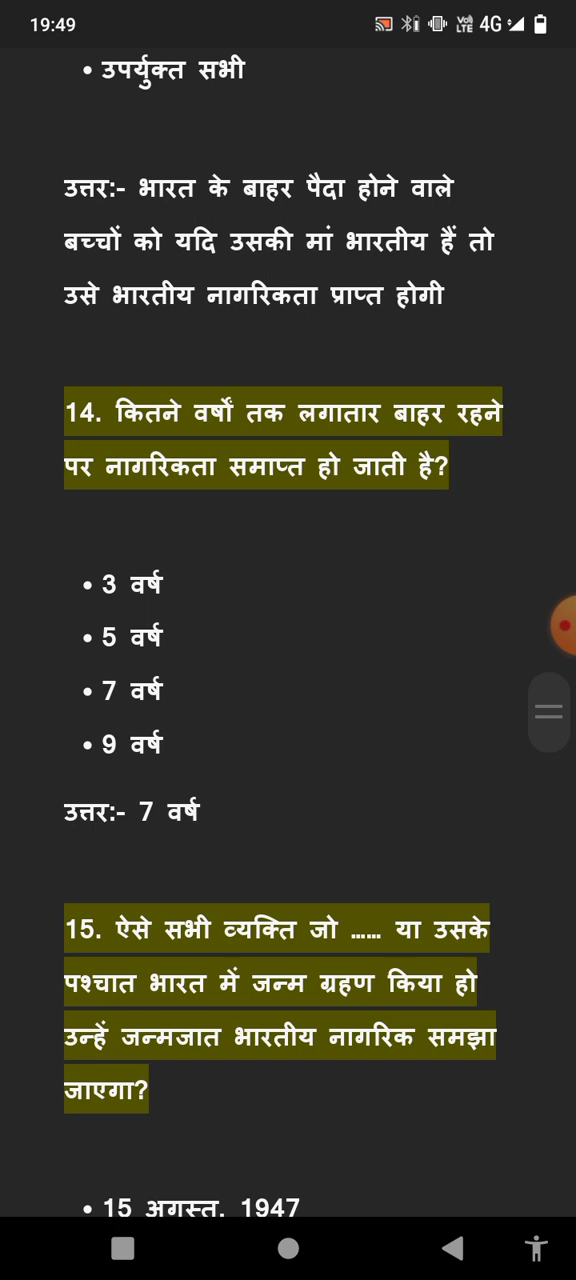 19:49 4G
• उपर्युक्त सभी
उत्तर:- भारत के बाहर पैदा होने वाले
बच्चों को यदि उसकी मां भारतीय हैं तो
उसे भारतीय नागरिकता प्राप्त होगी
14. कितने वर्षों तक लगातार बाहर रहने
पर नागरिकता समाप्त हो जाती है?
• 3 वर्ष
• 5 वर्ष
• 7 वर्ष
• 9 वर्ष
उत्तर:- 7 वर्ष
15. ऐसे सभी व्यक्ति जो …… या उसके
पश्चात भारत में जन्म ग्रहण किया हो
उन्हें जन्मजात भारतीय नागरिक समझा
जाएगा?
• 15 अगस्त, 1947